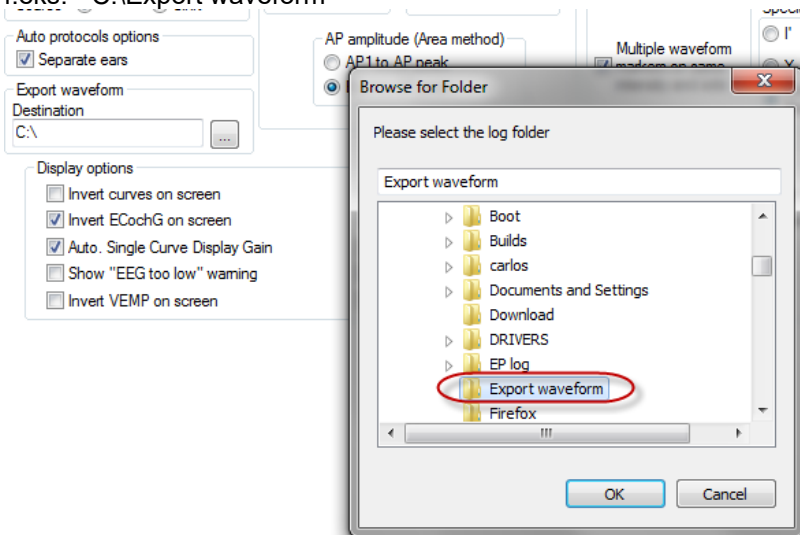 "C:\Export waveform"
Auto protocols options
Separate ears
AP amplitude (Area method)
AP1 to AP peak
Multiple waveform
Export waveform
Destination
C:\
...
Display options
Invert curves on screen
Invert ECochG on screen
Auto. Single Curve Display Gain
Show "EEG too low" warning
Invert VEMP on screen
Browse for Folder
Please select the log folder
Export waveform
Boot
Builds
carlos
Documents and Settings
Download
DRIVERS
EP log
Export waveform
Firefox
OK
Cancel